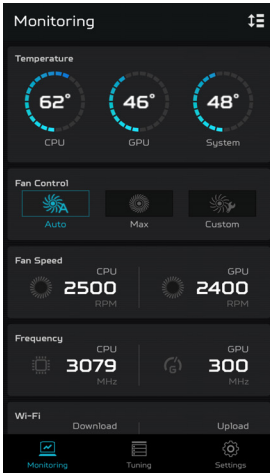 Monitoring
Temperature
62°
46°
48°
CPU
GPU
System
Fan Control
A
Auto
Max
Custom
Fan Speed
CPU
2500
RPM
GPU
2400
RPM
Frequency
CPU
3079
MHz
G
GPU
300
MHz
Wi-Fi
Download
Upload
Monitoring
Tuning
Settings